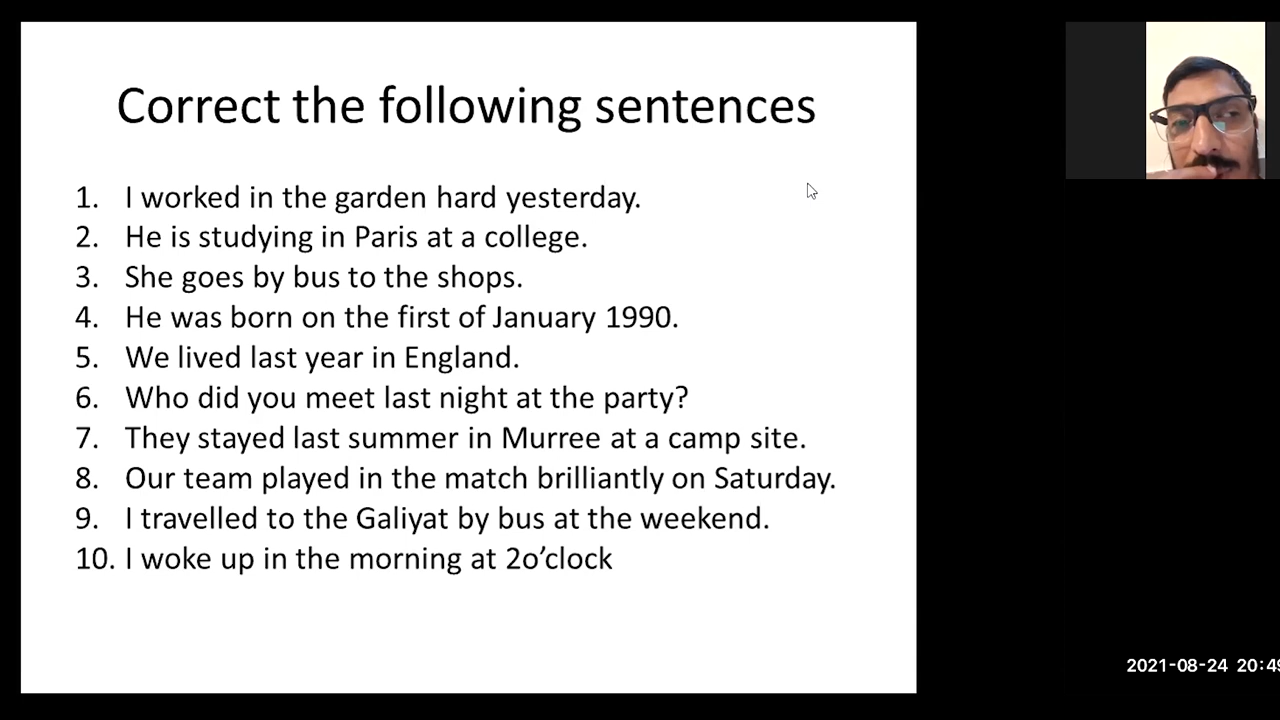 Correct the following sentences
1. I worked in the garden hard yesterday.
2. He is studying in Paris at a college.
3. She goes by bus to the shops.
4. He was born on the first of January 1990.
5. We lived last year in England.
6. Who did you meet last night at the party?
7. They stayed last summer in Murree at a camp site.
8. Our team played in the match brilliantly on Saturday.
9. I travelled to the Galiyat by bus at the weekend.
10. I woke up in the morning at 2o’clock
2021-08-24 20:49